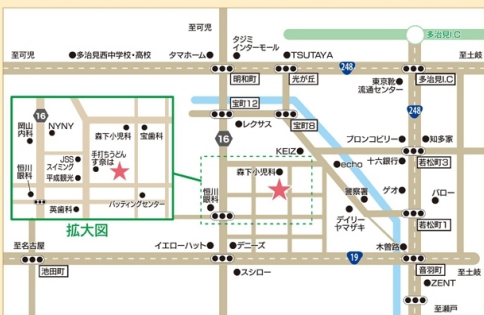 至可児
多治見I.C
至可児
多治見西中学校・高校
タマホーム
タジミ
インターモール
TSUTAYA
至土岐
248
明和町
光が丘
多治見I.C
東京靴
流通センター
248
宝町12
レクサス
宝町8
16
KEIZ
ブロンコビリー
知多家
echo
十六銀行
若松町3
森下小児科
恒川
眼科
警察署
ゲオ
バロー
デイリー
ヤマザキ
若松町1
木曽路
イエローハット
デニーズ
至名古屋
池田町
スシロー
19
音羽町
至土岐
ZENT
至瀬戸
16
岡山
内科
NYNY
森下小児科
宝歯科
JSS
スイミング
手打ちうどん
す奈は
平成観光
恒川
眼科
英歯科
バッティングセンター
拡大図